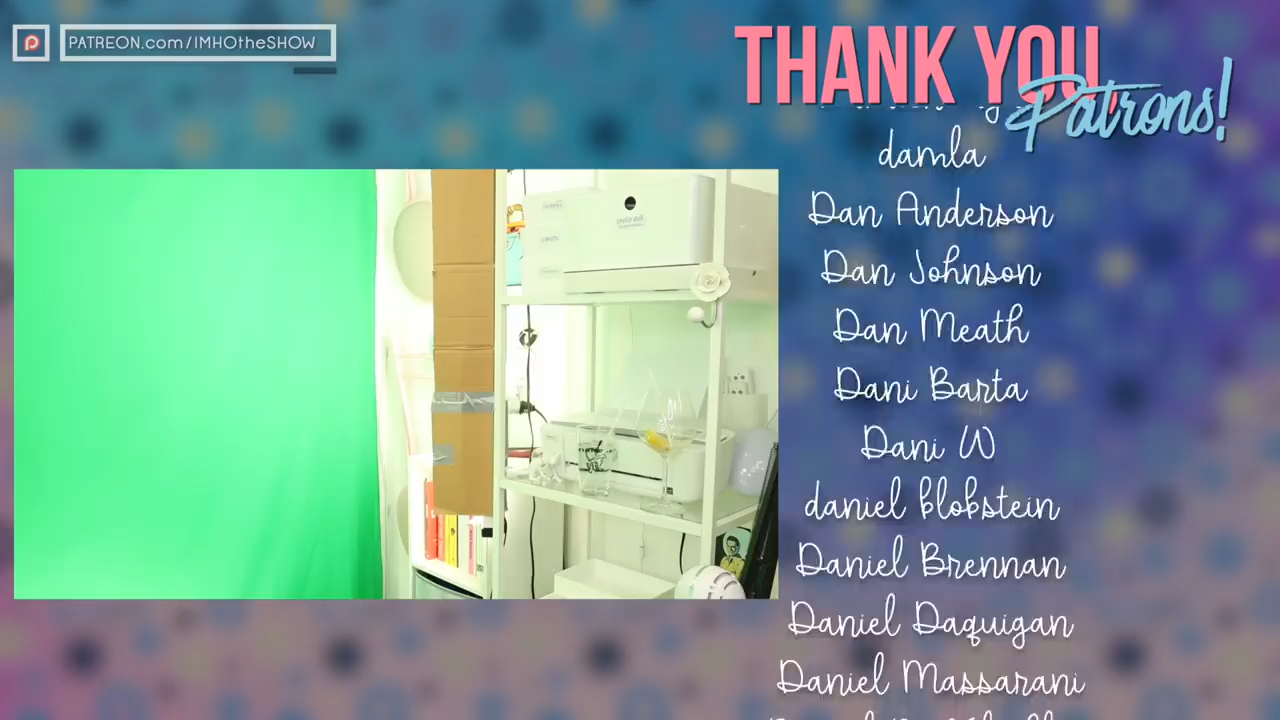 PATREON.com/IMHOtheSHOW
THANK YOU,
Patrons!
damla
Dan Anderson
Dan Johnson
Dan Meath
Dani Barta
Dani W
daniel blobstein
Daniel Brennan
Daniel Daquigan
Daniel Massarani